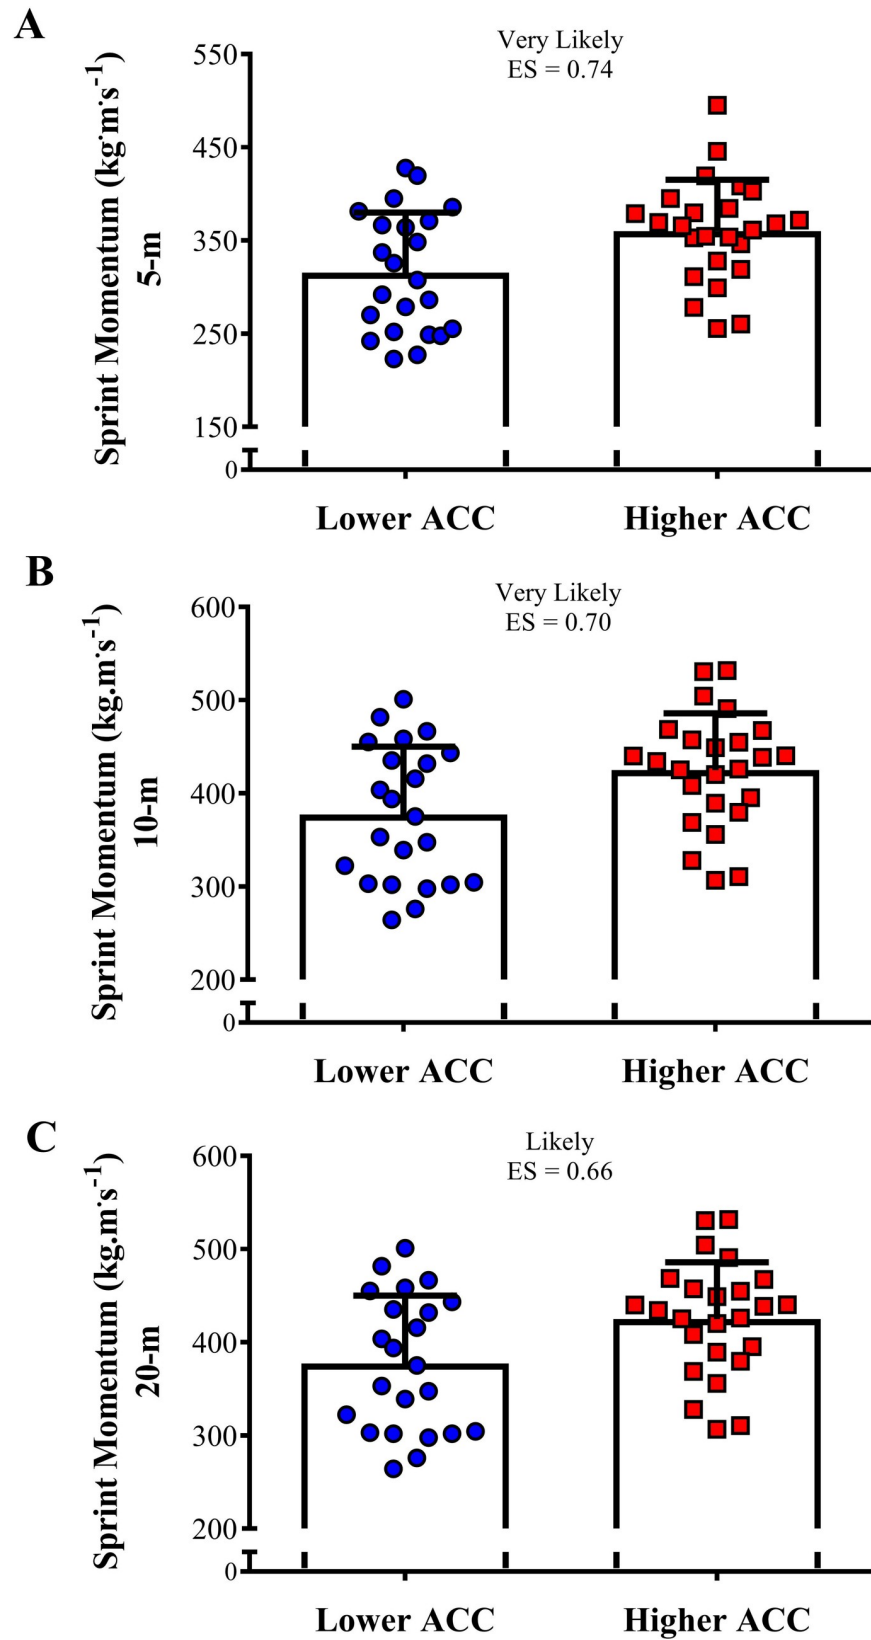 A
Very Likely
ES = 0.74
Sprint Momentum (kg·m·s⁻¹)
5-m
550
450
350
250
150
0
Lower ACC
Higher ACC
B
Very Likely
ES = 0.70
Sprint Momentum (kg.m·s⁻¹)
10-m
600
500
400
300
200
0
Lower ACC
Higher ACC
C
Likely
ES = 0.66
Sprint Momentum (kg.m·s⁻¹)
20-m
600
500
400
300
200
0
Lower ACC
Higher ACC